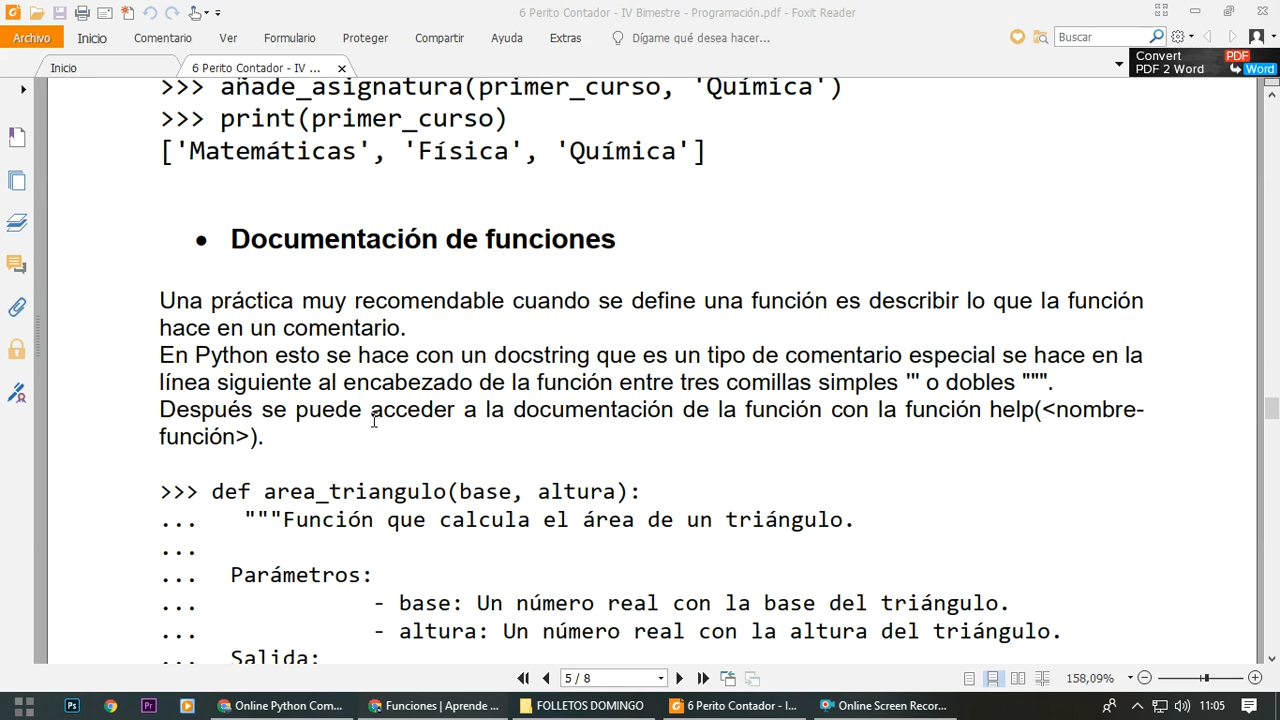 6 Perito Contador - IV Bimestre - Programación.pdf - Foxit Reader
Archivo Inicio Comentario Ver Formulario Proteger Compartir Ayuda Extras Dígame qué desea hacer... Buscar
Inicio 6 Perito Contador - IV ...
Convert PDF
PDF 2 Word Word
>>> añade_asignatura(primer_curso, 'Química')
>>> print(primer_curso)
['Matemáticas', 'Física', 'Química']
• Documentación de funciones
Una práctica muy recomendable cuando se define una función es describir lo que la función
hace en un comentario.
En Python esto se hace con un docstring que es un tipo de comentario especial se hace en la
línea siguiente al encabezado de la función entre tres comillas simples ''' o dobles """.
Después se puede acceder a la documentación de la función con la función help(<nombre-
función>).
>>> def area_triangulo(base, altura):
... """Función que calcula el área de un triángulo.
...
... Parámetros:
... - base: Un número real con la base del triángulo.
... - altura: Un número real con la altura del triángulo.
... Salida:
5 / 8 158,09%
Ps Pr Online Python Com... Funciones | Aprende ... FOLLETOS DOMINGO 6 Perito Contador - I... Online Screen Recor... 11:05